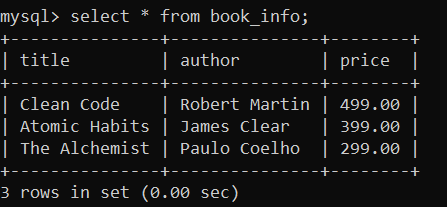 mysql> select * from book_info;
+---------------+---------------+--------+
| title         | author        | price  |
+---------------+---------------+--------+
| Clean Code    | Robert Martin | 499.00 |
| Atomic Habits | James Clear   | 399.00 |
| The Alchemist | Paulo Coelho  | 299.00 |
+---------------+---------------+--------+
3 rows in set (0.00 sec)